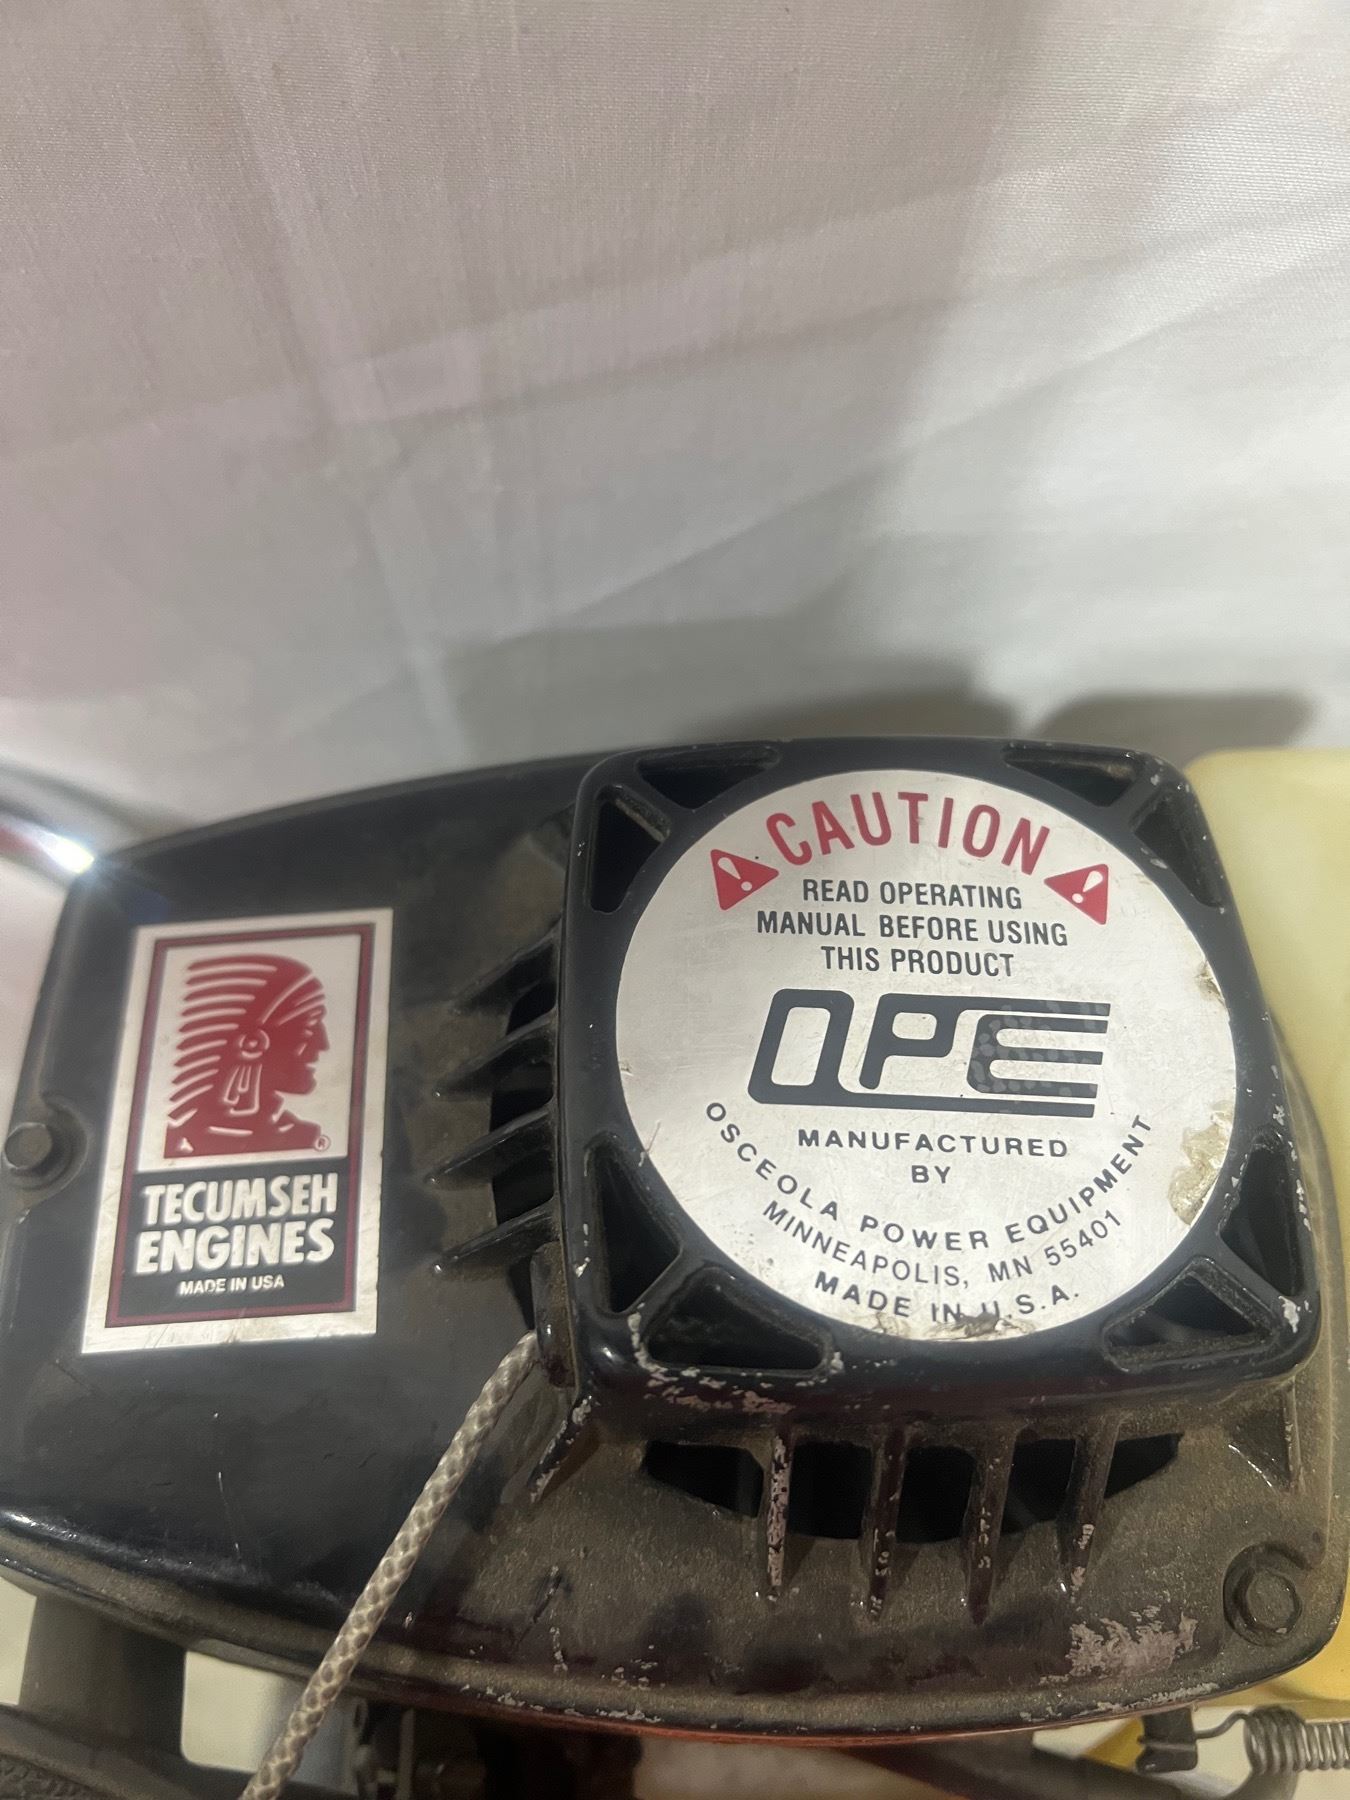 CAUTION
READ OPERATING
MANUAL BEFORE USING
THIS PRODUCT
OPE
MANUFACTURED
BY
OSCEOLA POWER EQUIPMENT
MINNEAPOLIS, MN 55401
MADE IN U.S.A.
®
TECUMSEH
ENGINES
MADE IN USA